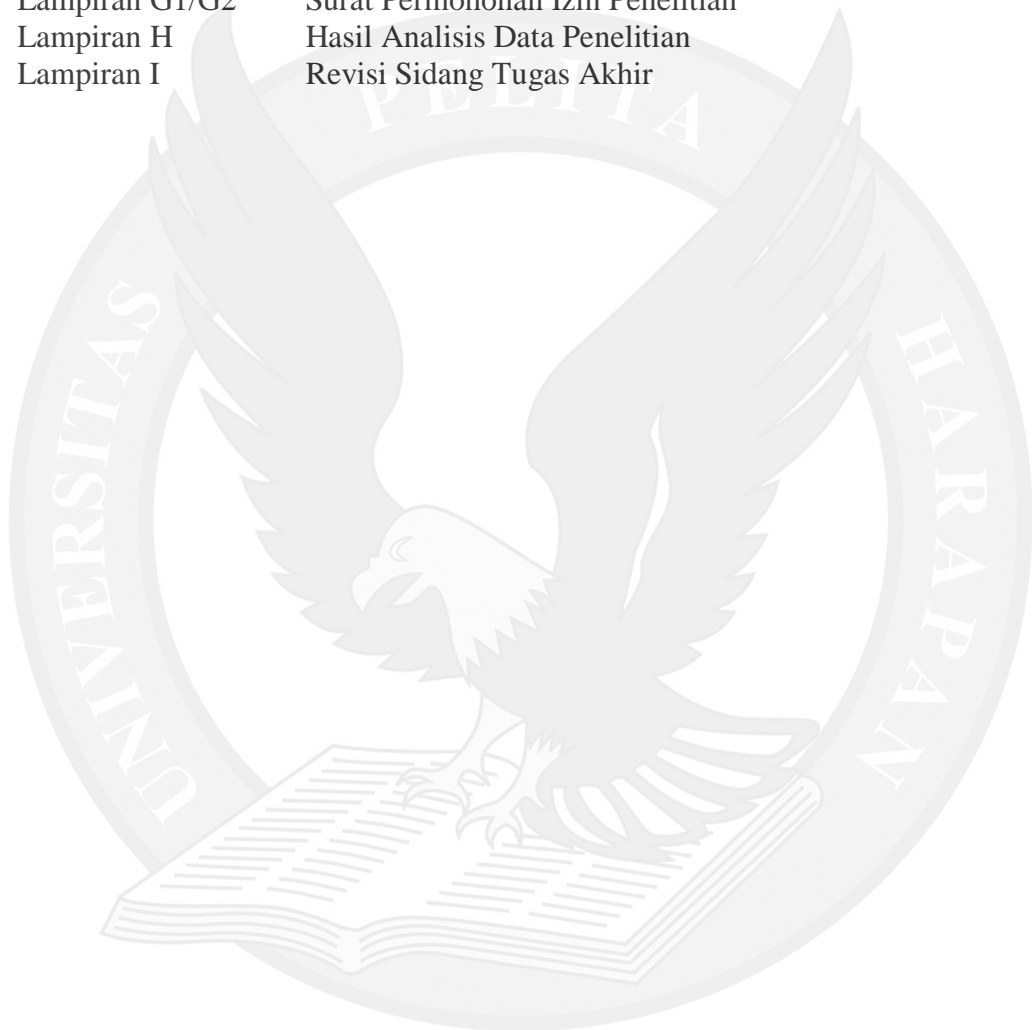 Lampiran G1/G2 Surat Permohonan Izin Penelitian
Lampiran H Hasil Analisis Data Penelitian
Lampiran I Revisi Sidang Tugas Akhir
UNIVERSITAS PELITA HARAPAN